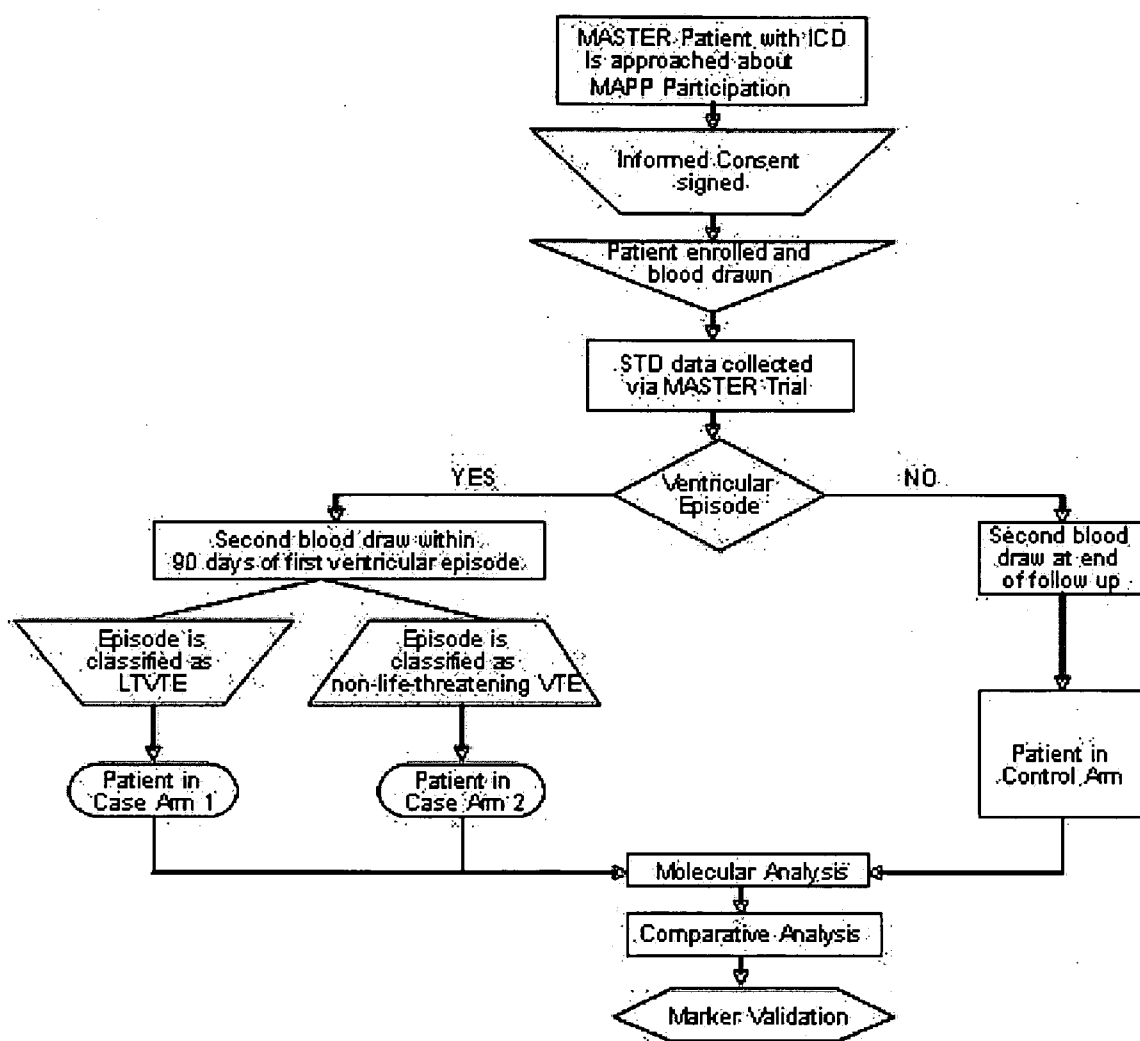 MASTER Patient with ICD
Is approached about
MAPP Participation
Informed Consent
signed
Patient enrolled and
blood drawn
STD data collected
via MASTER Trial
Ventricular
Episode
YES
NO
Second blood draw within
90 days of first ventricular episode
Second blood
draw at end
of follow up
Episode is
classified as
LTVTE
Episode is
classified as
non-life-threatening VTE
Patient in
Case Arm 1
Patient in
Case Arm 2
Patient in
Control Arm
Molecular Analysis
Comparative Analysis
Marker Validation